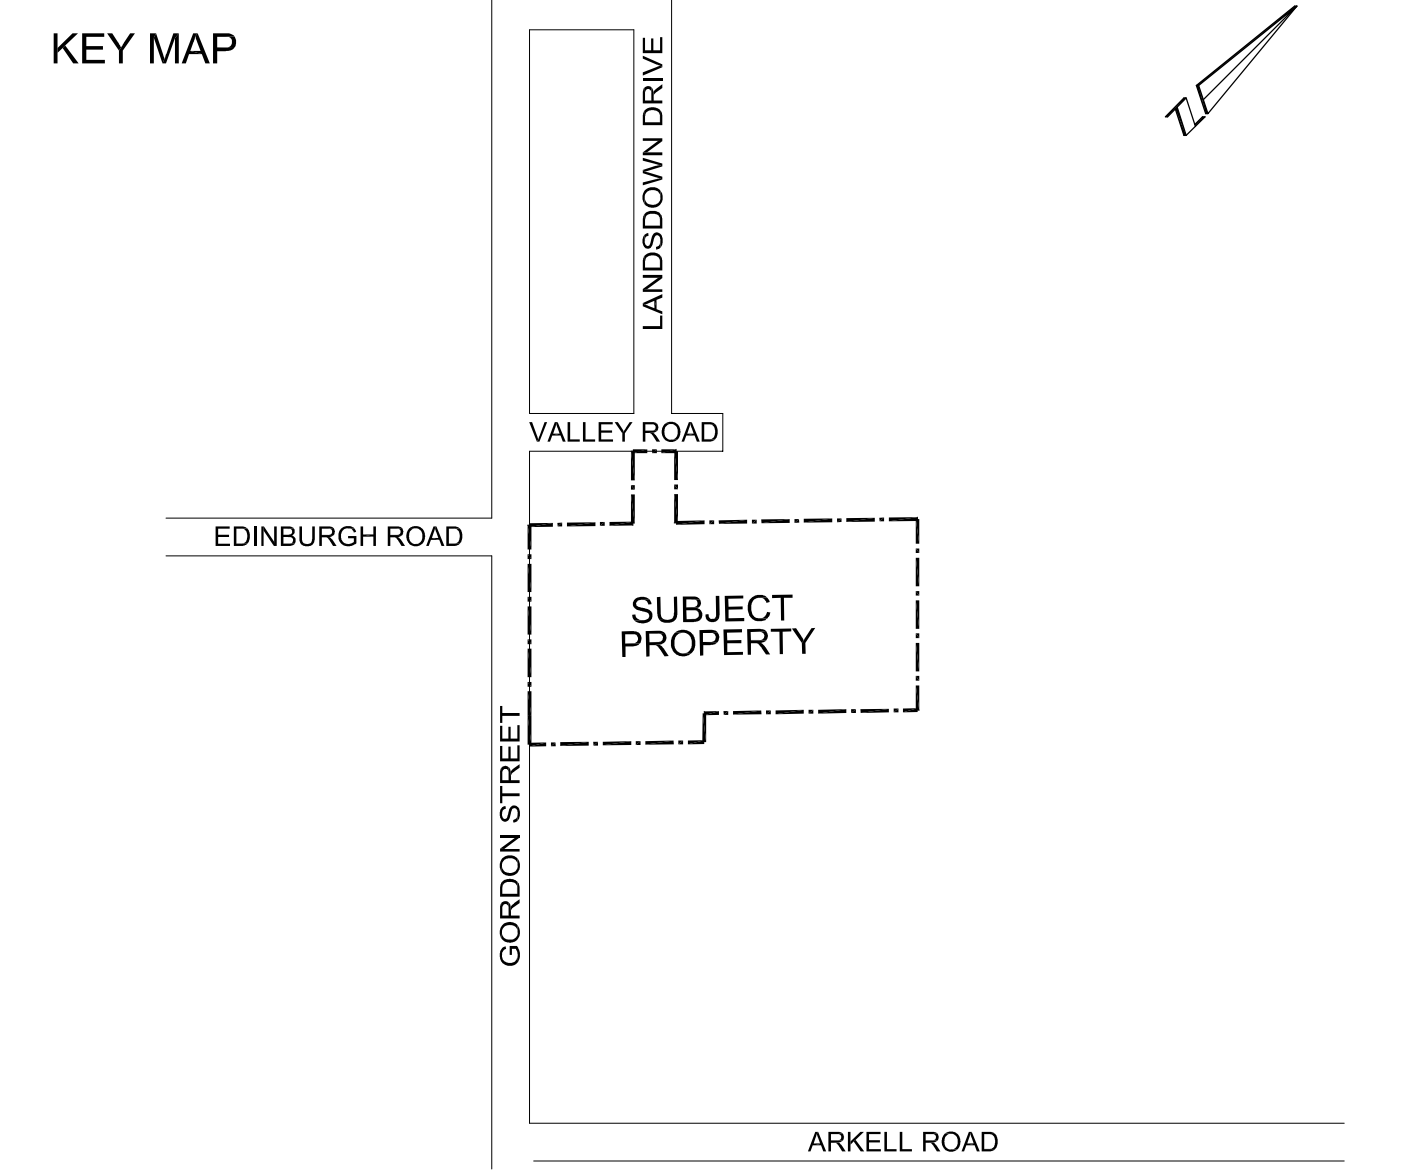 KEY MAP
LANDSDOWN DRIVE
N
VALLEY ROAD
EDINBURGH ROAD
SUBJECT
PROPERTY
GORDON STREET
ARKELL ROAD